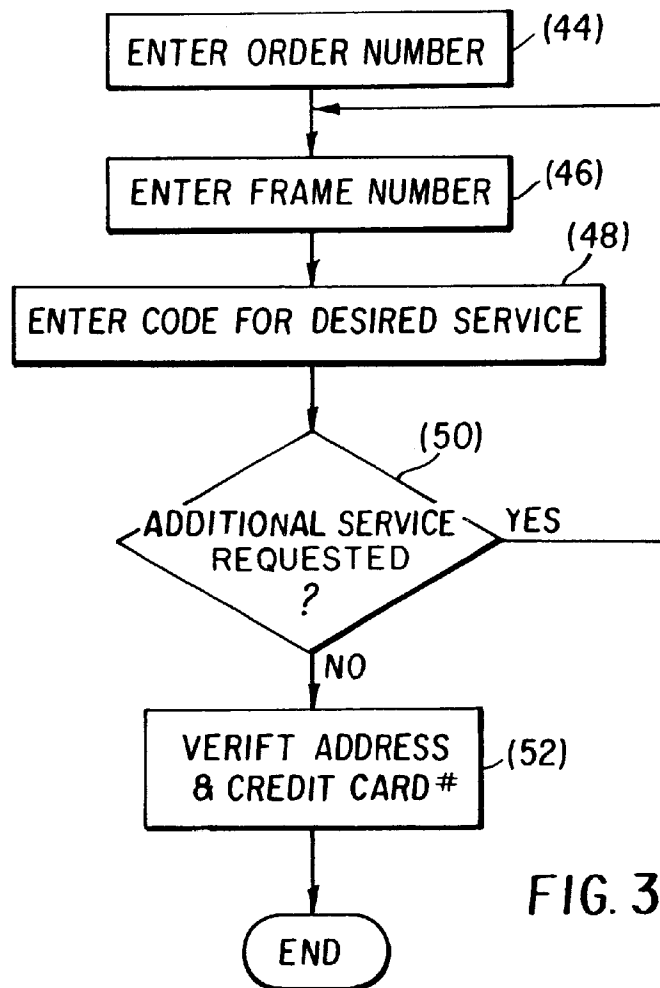 ENTER ORDER NUMBER
(44)
ENTER FRAME NUMBER
(46)
(48)
ENTER CODE FOR DESIRED SERVICE
(50)
ADDITIONAL SERVICE
REQUESTED
?
YES
NO
VERIFT ADDRESS
& CREDIT CARD #
(52)
FIG. 3
END